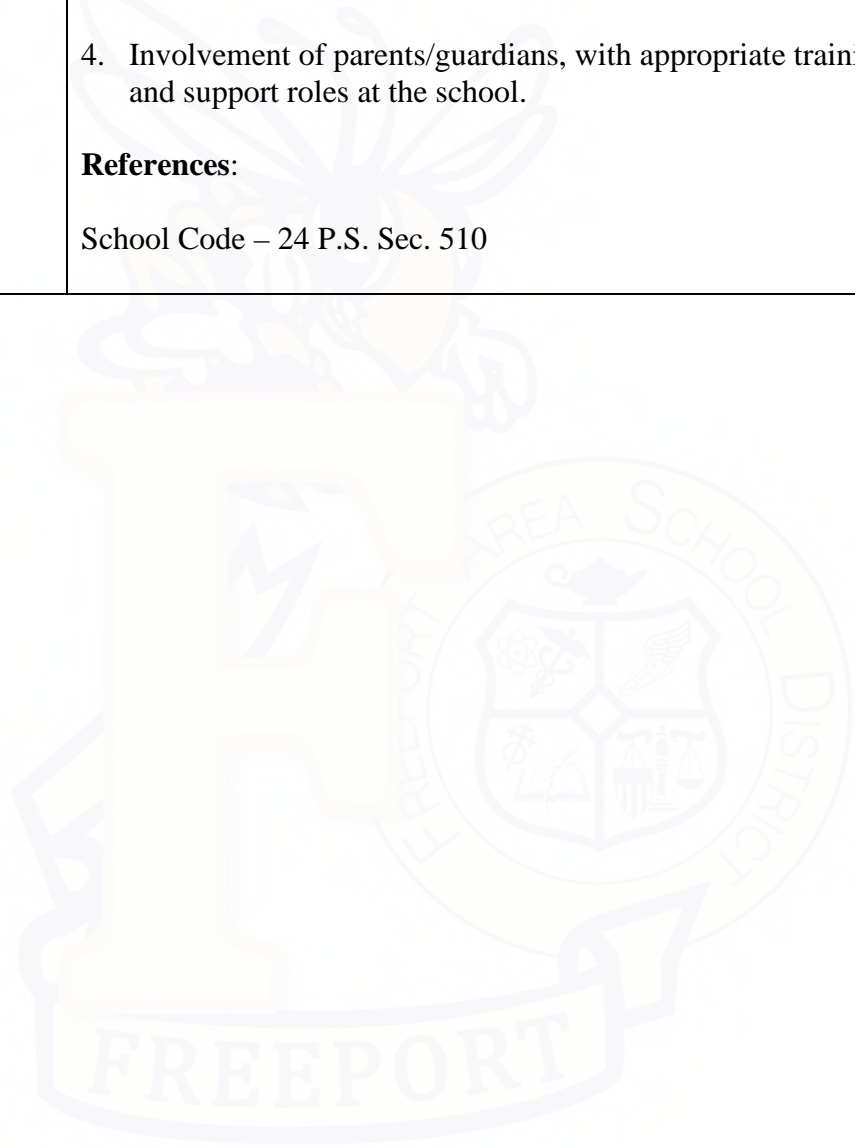 4. Involvement of parents/guardians, with appropriate traini
and support roles at the school.
References:
School Code – 24 P.S. Sec. 510
FREEPORT AREA SCHOOL DISTRICT
FREEPORT